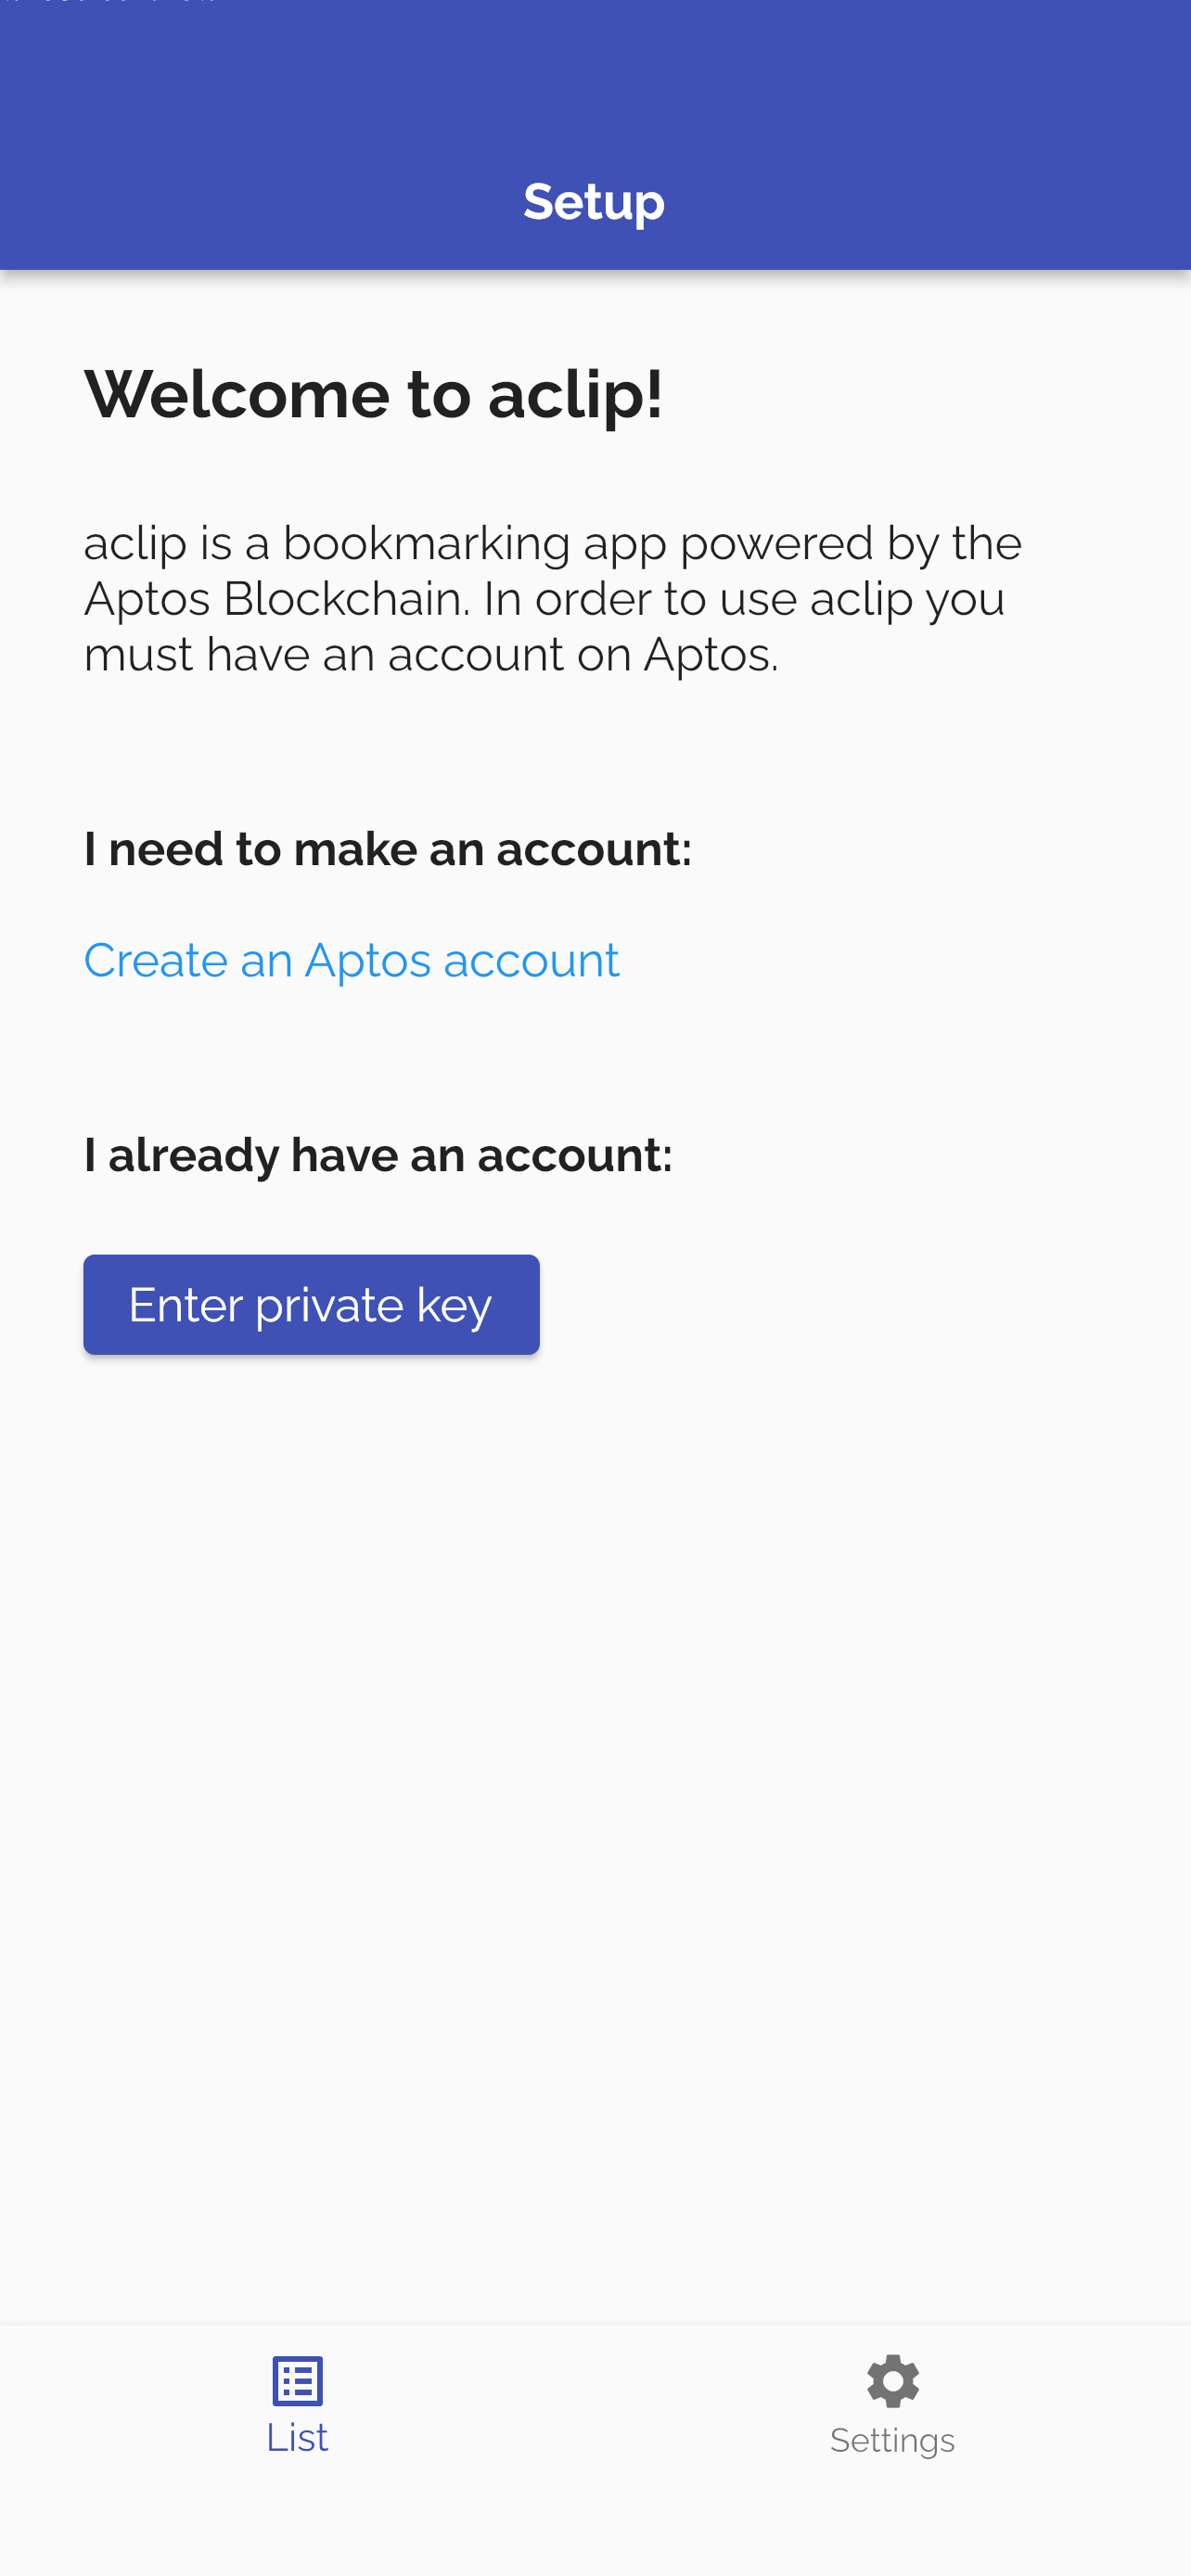 Setup
Welcome to aclip!
aclip is a bookmarking app powered by the
Aptos Blockchain. In order to use aclip you
must have an account on Aptos.
I need to make an account:
Create an Aptos account
I already have an account:
Enter private key
List
Settings